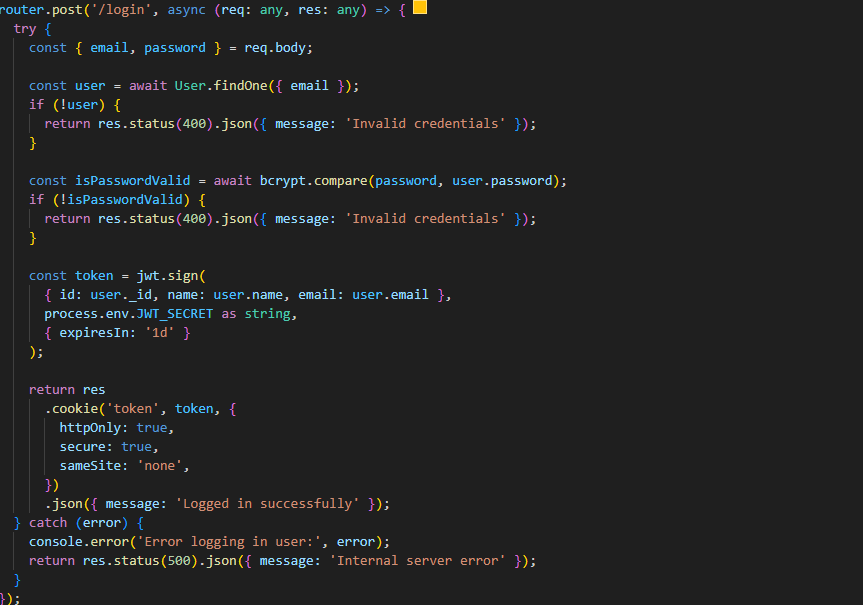 router.post('/login', async (req: any, res: any) => {
try {
const { email, password } = req.body;
const user = await User.findOne({ email });
if (!user) {
return res.status(400).json({ message: 'Invalid credentials' });
}
const isPasswordValid = await bcrypt.compare(password, user.password);
if (!isPasswordValid) {
return res.status(400).json({ message: 'Invalid credentials' });
}
const token = jwt.sign(
{ id: user._id, name: user.name, email: user.email },
process.env.JWT_SECRET as string,
{ expiresIn: '1d' }
);
return res
.cookie('token', token, {
httpOnly: true,
secure: true,
sameSite: 'none',
})
.json({ message: 'Logged in successfully' });
} catch (error) {
console.error('Error logging in user:', error);
return res.status(500).json({ message: 'Internal server error' });
}
});